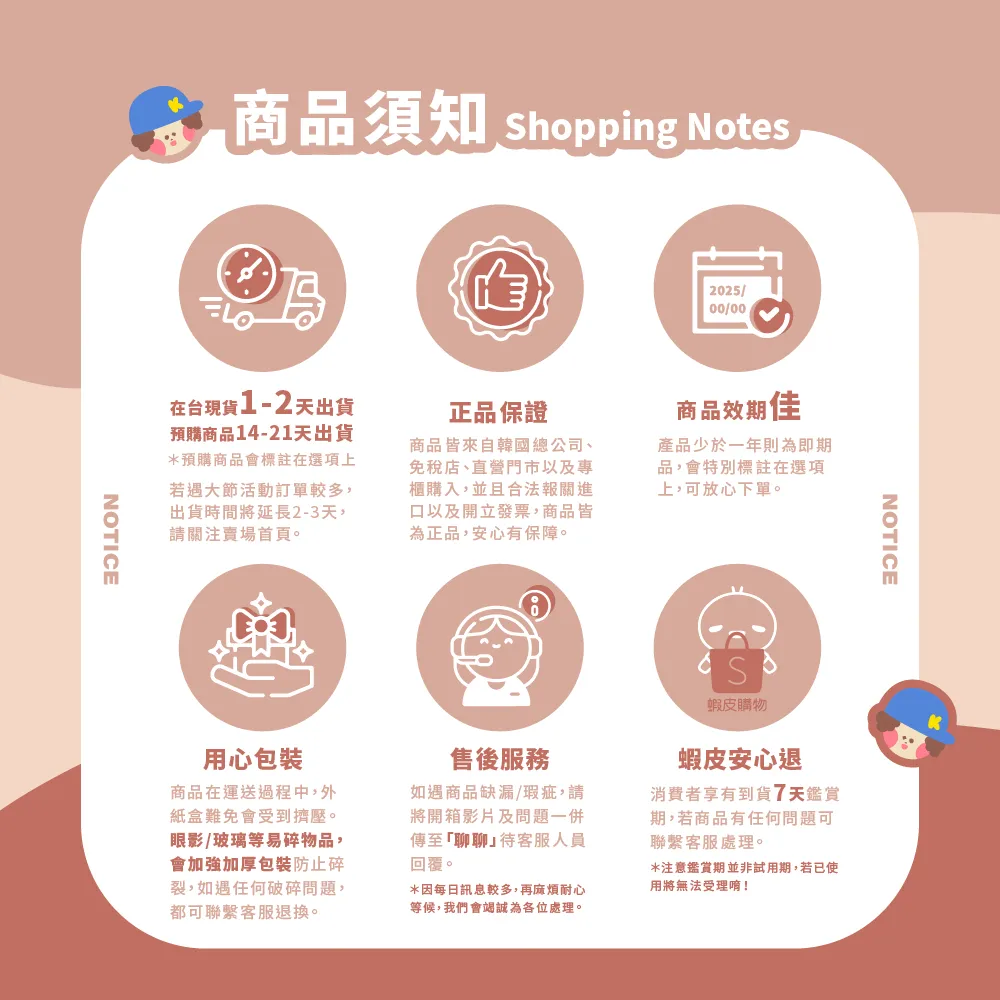 商品須知 Shopping Notes
K
2025/
00/00
在台現貨1-2天出貨
預購商品14-21天出貨
＊預購商品會標註在選項上
若遇大節活動訂單較多，
出貨時間將延長2-3天，
請關注賣場首頁。
正品保證
商品皆來自韓國總公司、
免稅店、直營門市以及專
櫃購入，並且合法報關進
口以及開立發票，商品皆
為正品，安心有保障。
商品效期佳
產品少於一年則為即期
品，會特別標註在選項
上，可放心下單。
NOTICE
NOTICE
S
蝦皮購物
用心包裝
商品在運送過程中，外
紙盒難免會受到擠壓。
眼影/玻璃等易碎物品，
會加強加厚包裝防止碎
裂，如遇任何破碎問題，
都可聯繫客服退換。
售後服務
如遇商品缺漏/瑕疵，請
將開箱影片及問題一併
傳至「聊聊」待客服人員
回覆。
＊因每日訊息較多，再麻煩耐心
等候，我們會竭誠為各位處理。
蝦皮安心退
消費者享有到貨7天鑑賞
期，若商品有任何問題可
聯繫客服處理。
＊注意鑑賞期並非試用期，若已使
用將無法受理唷！
K